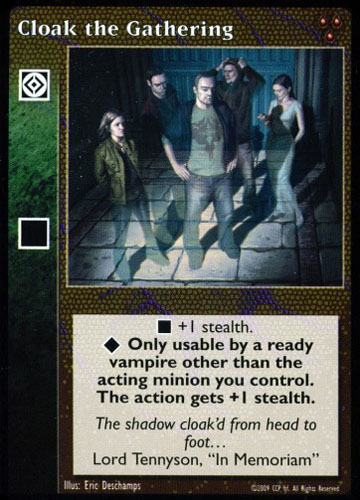 Cloak the Gathering
+1 stealth.
Only usable by a ready
vampire other than the
acting minion you control.
The action gets +1 stealth.
The shadow cloak'd from head to
foot...
Lord Tennyson, "In Memoriam"
Illus: Eric Deschamps ©2009 CCP hf. All Rights Reserved